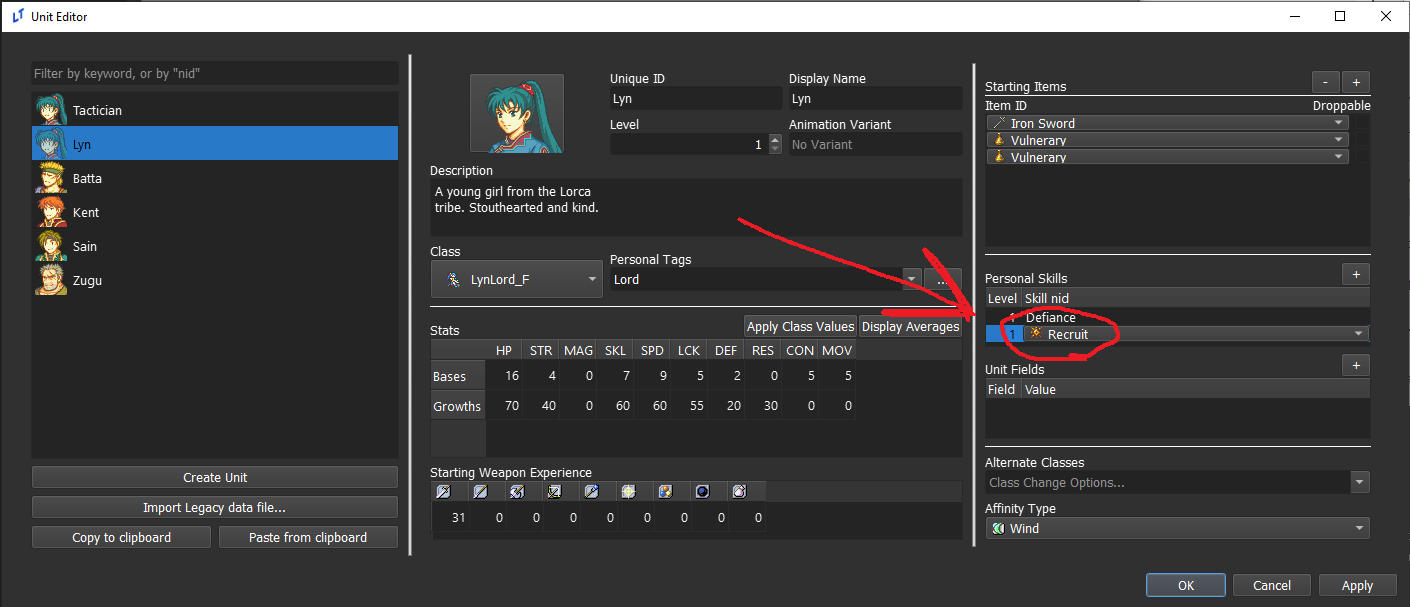 LT Unit Editor
Filter by keyword, or by "nid"
Tactician
Lyn
Batta
Kent
Sain
Zugu
Create Unit
Import Legacy data file...
Copy to clipboard
Paste from clipboard
Unique ID
Display Name
Lyn
Lyn
Level
Animation Variant
1
No Variant
Description
A young girl from the Lorca
tribe. Stouthearted and kind.
Class
Personal Tags
LynLord_F
Lord
...
Stats
Apply Class Values
Display Averages
HP STR MAG SKL SPD LCK DEF RES CON MOV
Bases 16 4 0 7 9 5 2 0 5 5
Growths 70 40 0 60 60 55 20 30 0 0
Starting Weapon Experience
31 0 0 0 0 0 0 0 0
Starting Items
- +
Item ID Droppable
Iron Sword
Vulnerary
Vulnerary
Personal Skills +
Level Skill nid
1 Defiance
1 Recruit
Unit Fields +
Field Value
Alternate Classes
Class Change Options...
Affinity Type
Wind
OK
Cancel
Apply